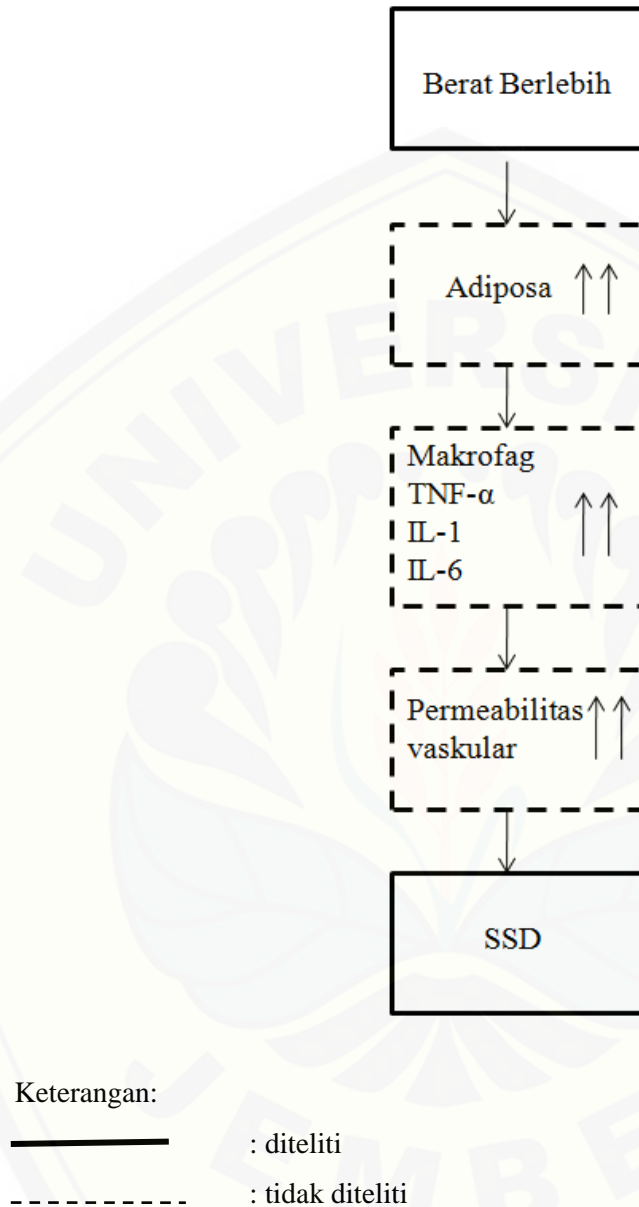 Berat Berlebih
Adiposa ↑↑
Makrofag
TNF-α
IL-1
IL-6 ↑↑
Permeabilitas ↑↑
vaskular
SSD
Keterangan:
: diteliti
: tidak diteliti